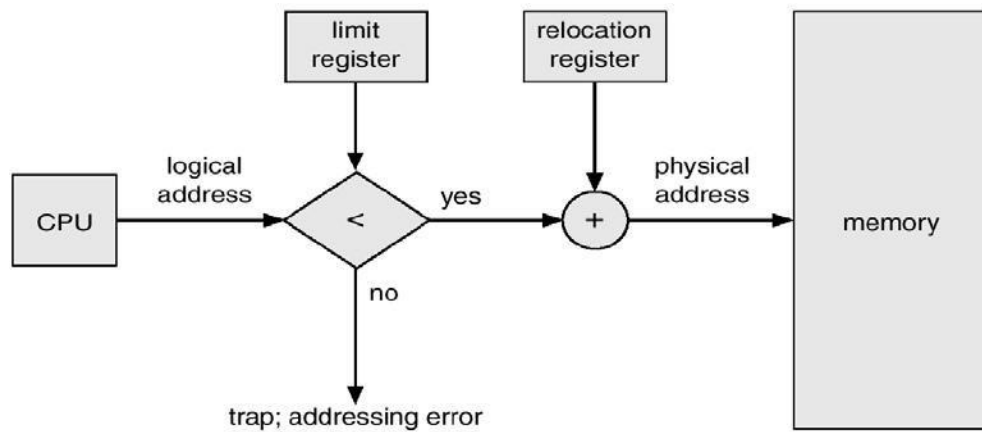 limit
register
relocation
register
logical
address
physical
address
CPU
<
yes
+
memory
no
trap; addressing error